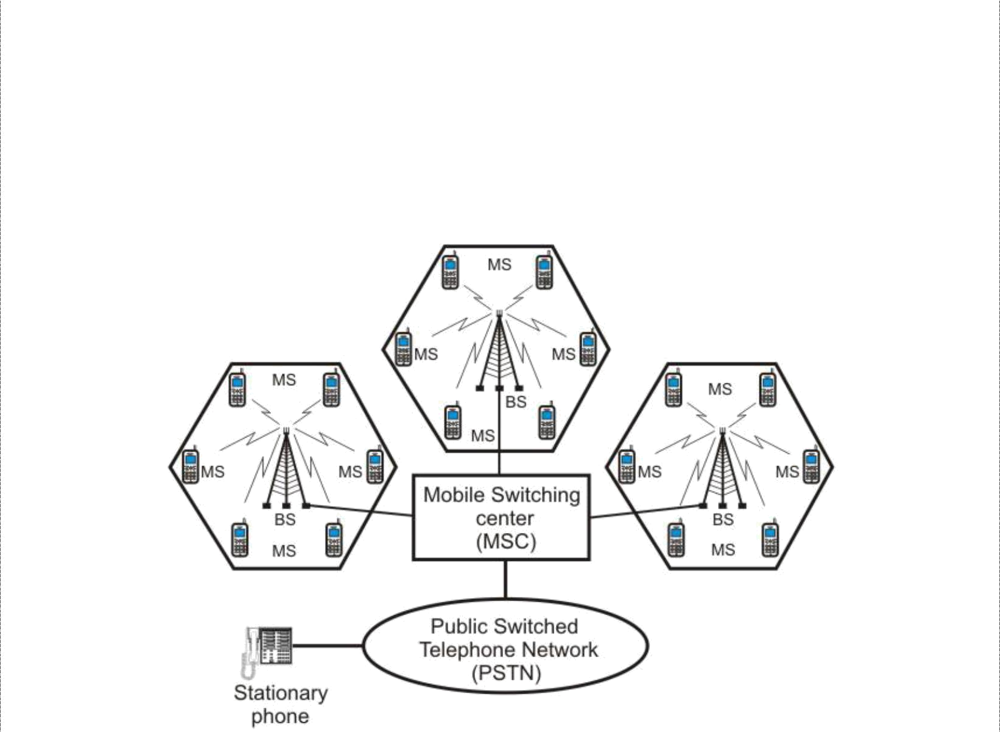 MS
MS
MS
BS
MS
MS
MS
MS
BS
MS
MS
MS
MS
BS
MS
Mobile Switching
center
(MSC)
Public Switched
Telephone Network
(PSTN)
Stationary
phone